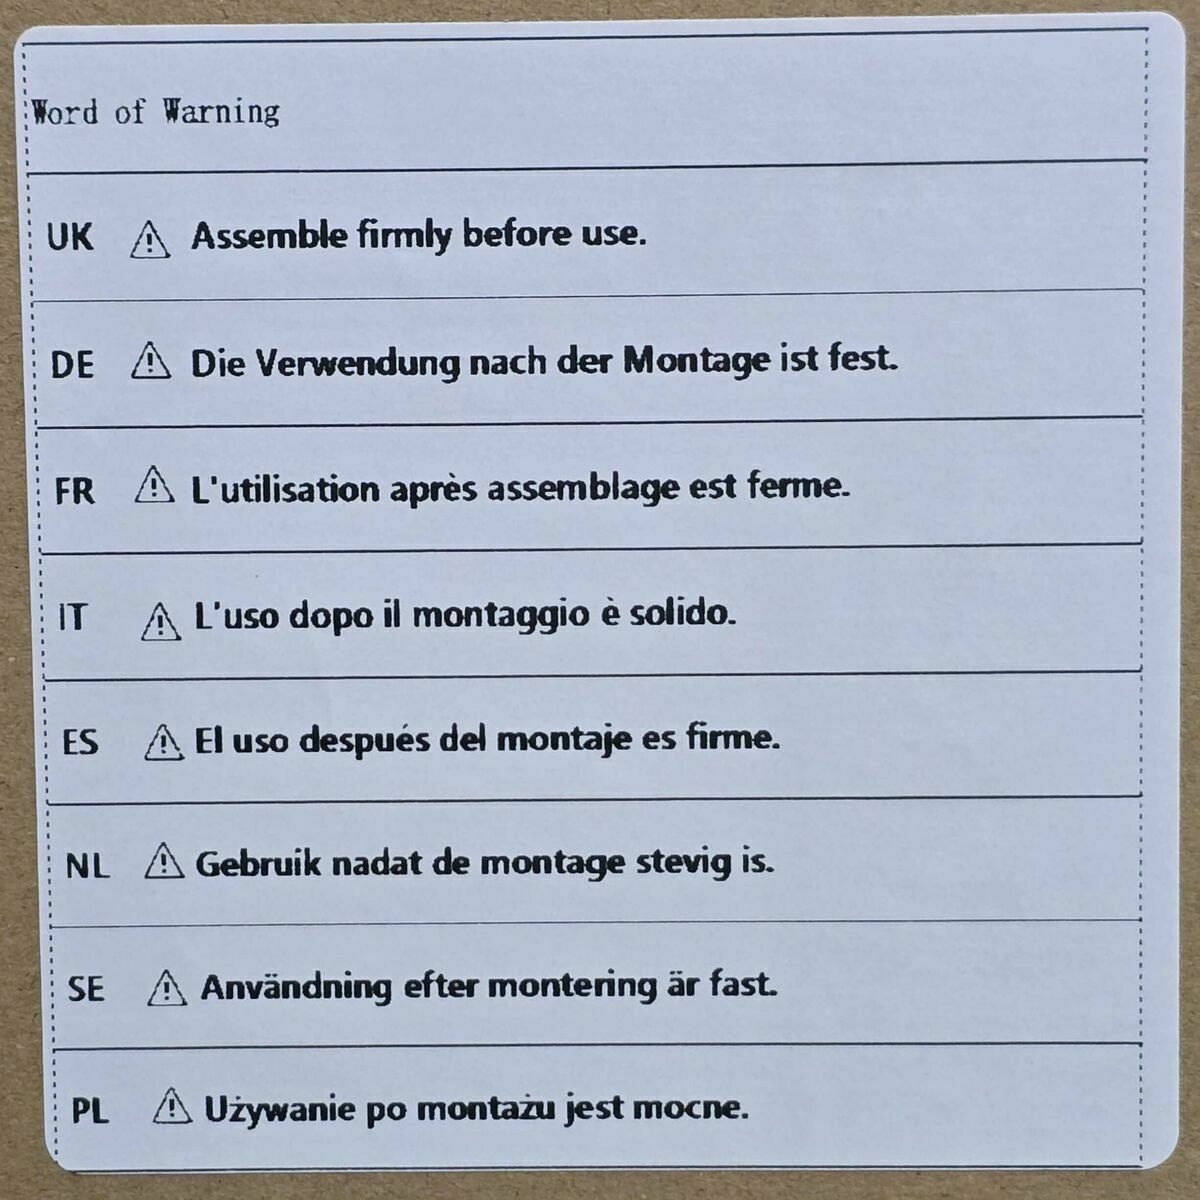 Word of Warning
UK ⚠ Assemble firmly before use.
DE ⚠ Die Verwendung nach der Montage ist fest.
FR ⚠ L'utilisation après assemblage est ferme.
IT ⚠ L'uso dopo il montaggio è solido.
ES ⚠ El uso después del montaje es firme.
NL ⚠ Gebruik nadat de montage stevig is.
SE ⚠ Användning efter montering är fast.
PL ⚠ Używanie po montażu jest mocne.